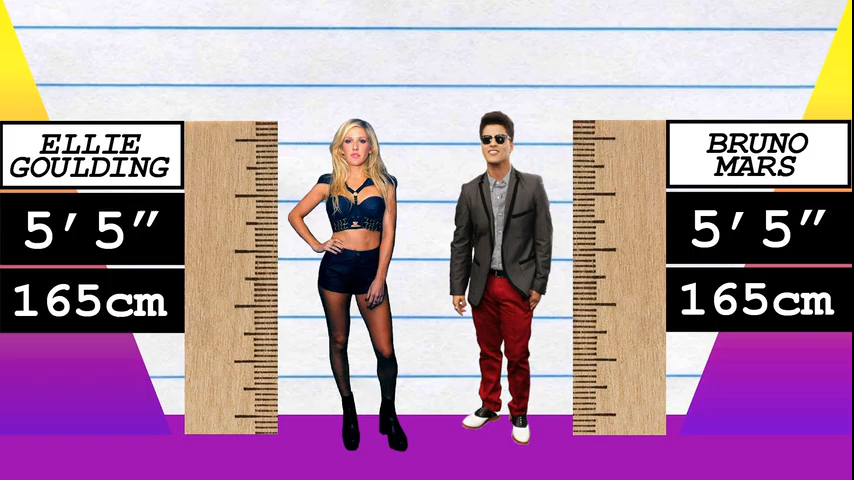 ELLIE
GOULDING
5’5”
165cm
BRUNO
MARS
5’5”
165cm